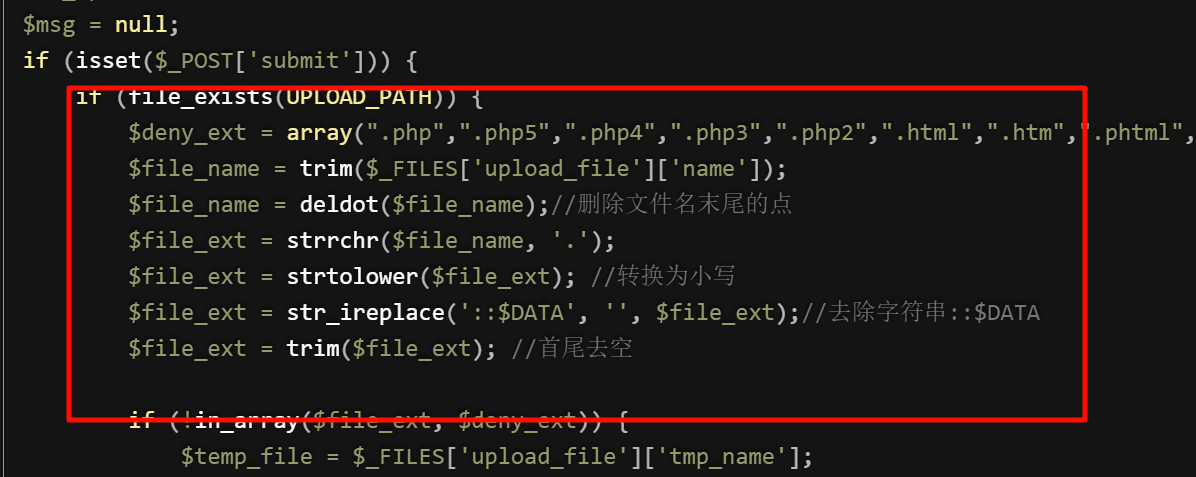 $msg = null;
if (isset($_POST['submit'])) {
if (file_exists(UPLOAD_PATH)) {
$deny_ext = array(".php",".php5",".php4",".php3",".php2",".html",".htm",".phtml",
$file_name = trim($_FILES['upload_file']['name']);
$file_name = deldot($file_name);//删除文件名末尾的点
$file_ext = strrchr($file_name, '.');
$file_ext = strtolower($file_ext); //转换为小写
$file_ext = str_ireplace('::$DATA', '', $file_ext);//去除字符串::$DATA
$file_ext = trim($file_ext); //首尾去空
if (!in_array($file_ext, $deny_ext)) {
$temp_file = $_FILES['upload_file']['tmp_name'];